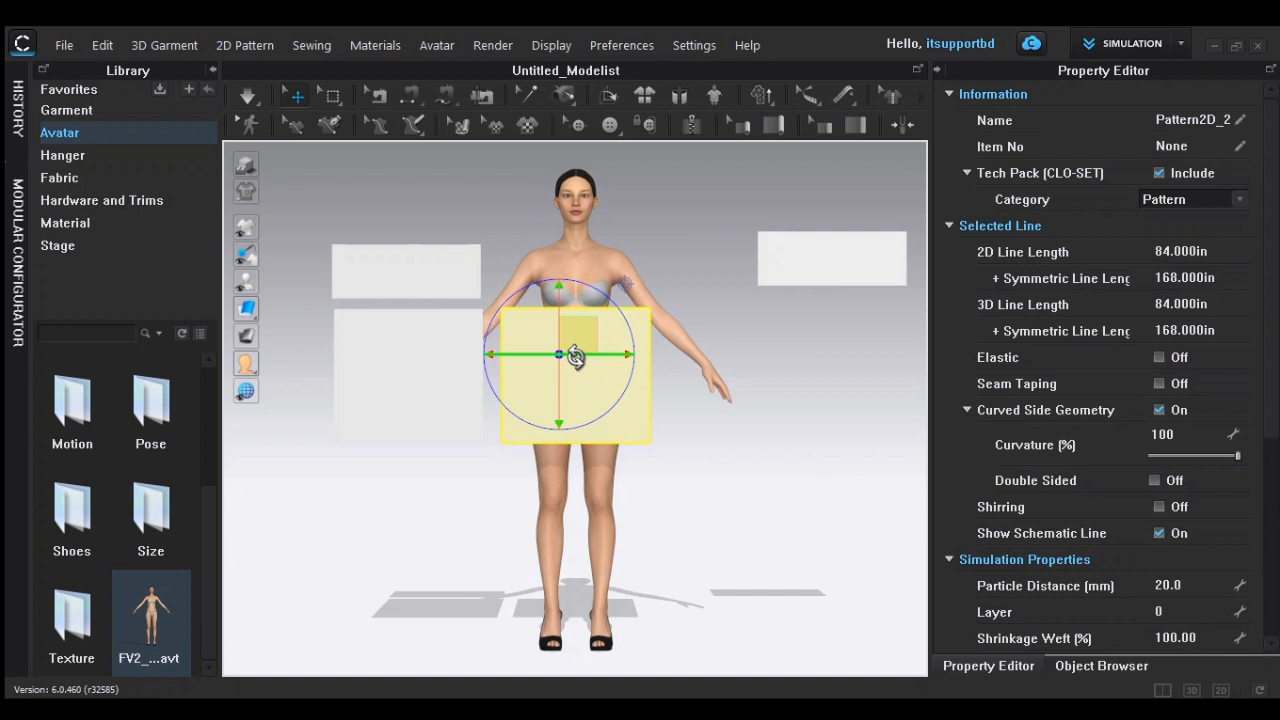 File Edit 3D Garment 2D Pattern Sewing Materials Avatar Render Display Preferences Settings Help Hello, itsupportbd SIMULATION
HISTORY
MODULAR CONFIGURATOR
Library
Favorites
Garment
Avatar
Hanger
Fabric
Hardware and Trims
Material
Stage
Motion Pose
Shoes Size
Texture FV2_...avt
Untitled_Modelist
Property Editor
Information
Name Pattern2D_2
Item No None
Tech Pack [CLO-SET] Include
Category Pattern
Selected Line
2D Line Length 84.000in
+ Symmetric Line Leng 168.000in
3D Line Length 84.000in
+ Symmetric Line Leng 168.000in
Elastic Off
Seam Taping Off
Curved Side Geometry On
Curvature [%] 100
Double Sided Off
Shirring Off
Show Schematic Line On
Simulation Properties
Particle Distance [mm] 20.0
Layer 0
Shrinkage Weft [%] 100.00
Property Editor Object Browser
Version: 6.0.460 (r32585)
3D 2D